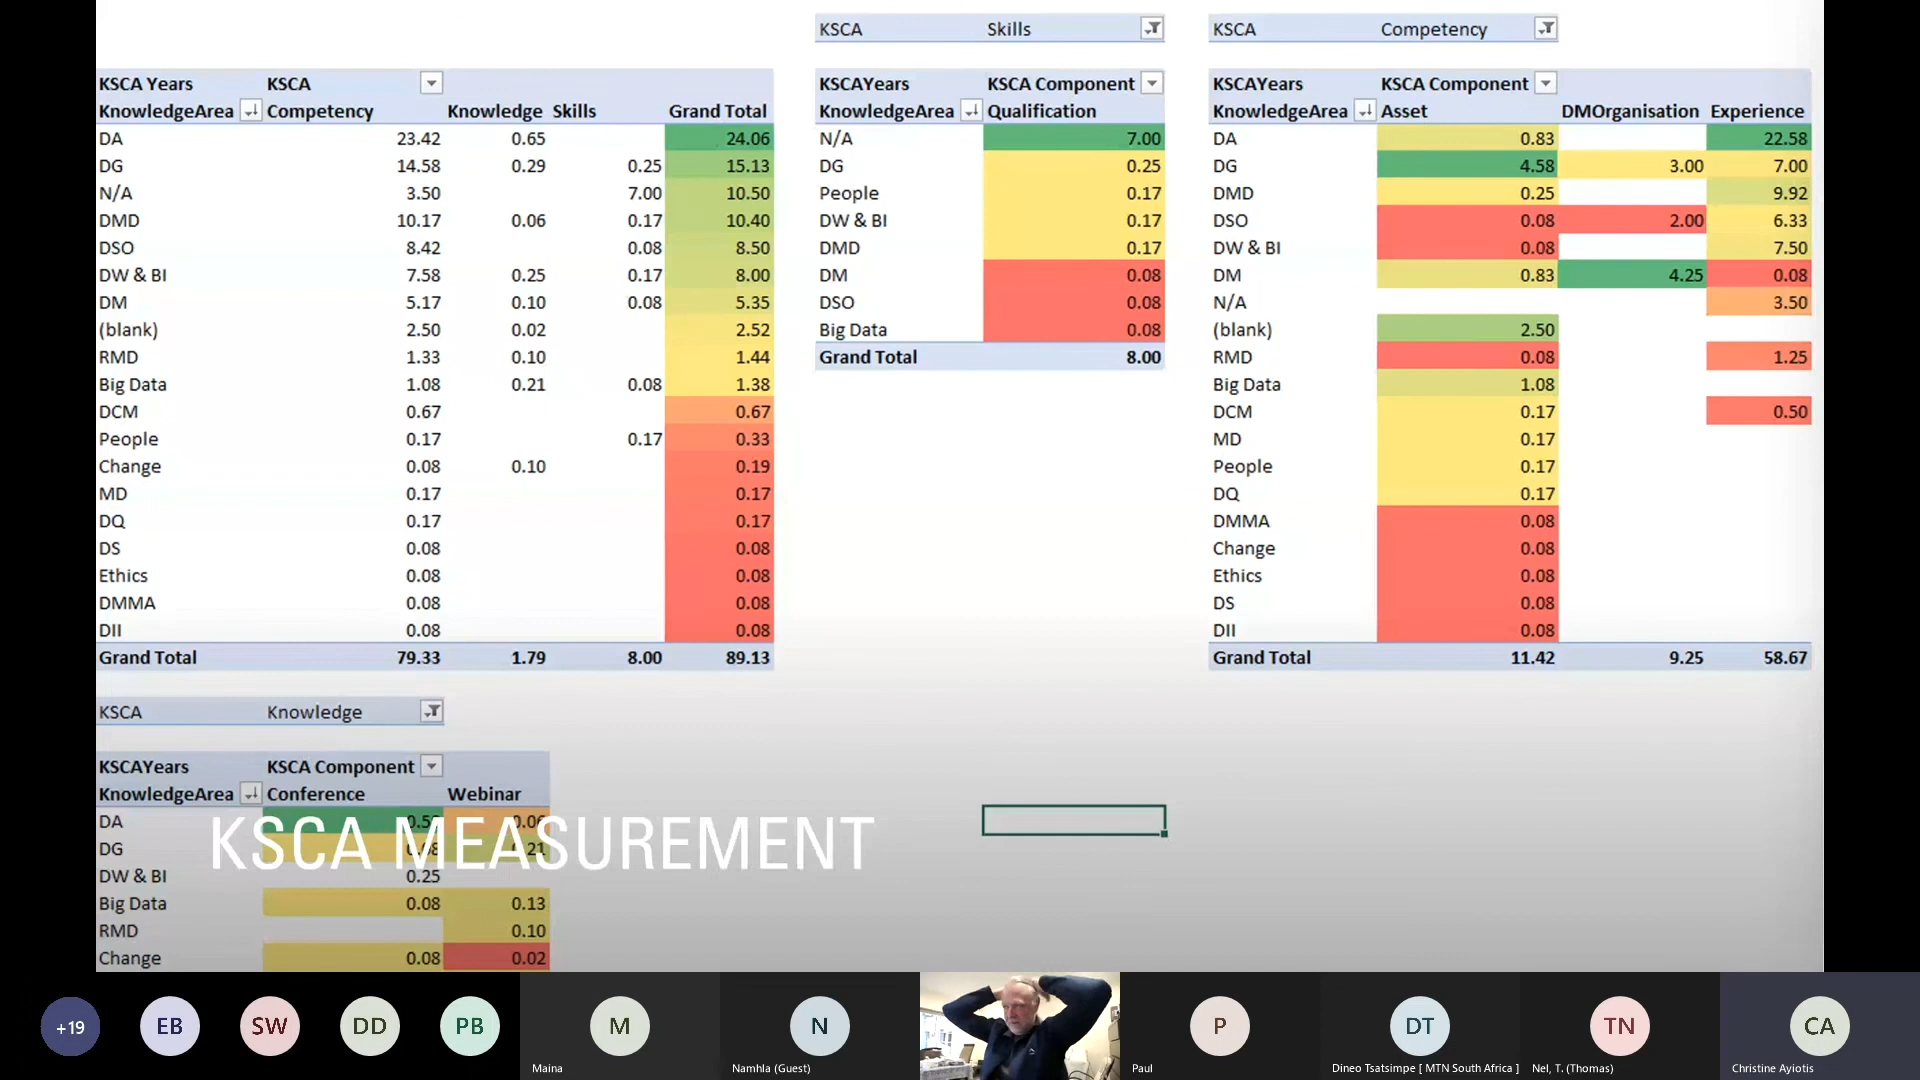 KSCA Skills
KSCA Competency
KSCA Years KSCA
KnowledgeArea Competency Knowledge Skills Grand Total
DA 23.42 0.65 24.06
DG 14.58 0.29 0.25 15.13
N/A 3.50 7.00 10.50
DMD 10.17 0.06 0.17 10.40
DSO 8.42 0.08 8.50
DW & BI 7.58 0.25 0.17 8.00
DM 5.17 0.10 0.08 5.35
(blank) 2.50 0.02 2.52
RMD 1.33 0.10 1.44
Big Data 1.08 0.21 0.08 1.38
DCM 0.67 0.67
People 0.17 0.17 0.33
Change 0.08 0.10 0.19
MD 0.17 0.17
DQ 0.17 0.17
DS 0.08 0.08
Ethics 0.08 0.08
DMMA 0.08 0.08
DII 0.08 0.08
Grand Total 79.33 1.79 8.00 89.13
KSCAYears KSCA Component
KnowledgeArea Qualification
N/A 7.00
DG 0.25
People 0.17
DW & BI 0.17
DMD 0.17
DM 0.08
DSO 0.08
Big Data 0.08
Grand Total 8.00
KSCAYears KSCA Component
KnowledgeArea Asset DMOrganisation Experience
DA 0.83 22.58
DG 4.58 3.00 7.00
DMD 0.25 9.92
DSO 0.08 2.00 6.33
DW & BI 0.08 7.50
DM 0.83 4.25 0.08
N/A 3.50
(blank) 2.50
RMD 0.08 1.25
Big Data 1.08
DCM 0.17 0.50
MD 0.17
People 0.17
DQ 0.17
DMMA 0.08
Change 0.08
Ethics 0.08
DS 0.08
DII 0.08
Grand Total 11.42 9.25 58.67
KSCA Knowledge
KSCAYears KSCA Component
KnowledgeArea Conference Webinar
DA 0.06
DG 0.21
DW & BI 0.25
Big Data 0.08 0.13
RMD 0.10
Change 0.08 0.02
KSCA MEASUREMENT
+19 EB SW DD PB M N P DT TN CA
Maina Namhla (Guest) Paul Dineo Tsatsimpe [ MTN South Africa ] Nel, T. (Thomas) Christine Ayiotis